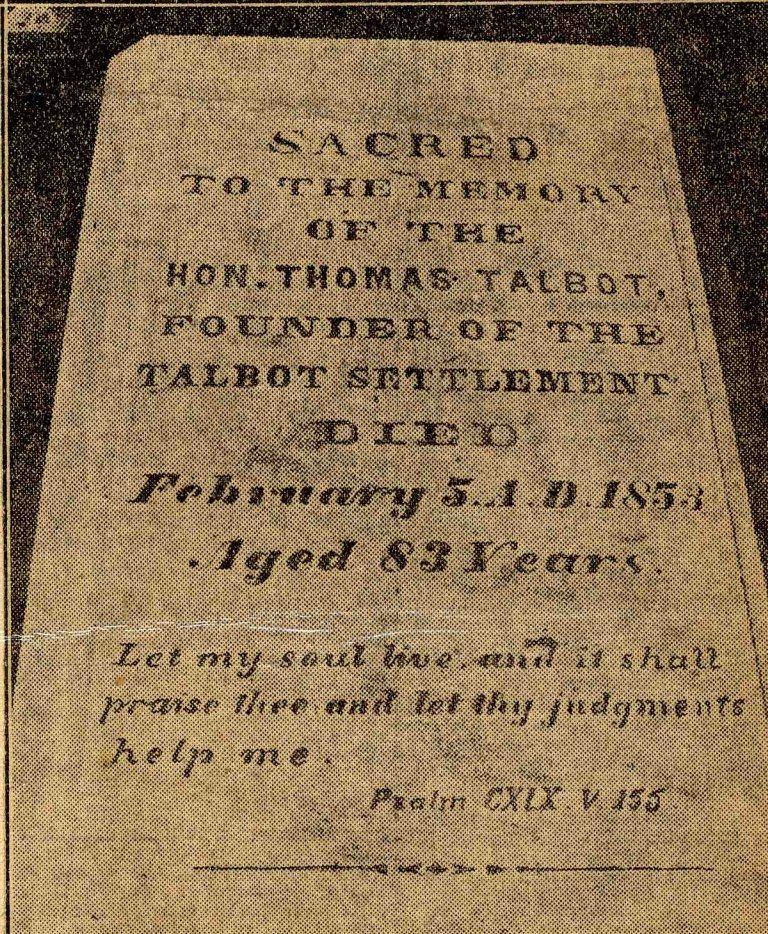 SACRED
TO THE MEMORY
OF THE
HON. THOMAS TALBOT,
FOUNDER OF THE
TALBOT SETTLEMENT
DIED
February 5. A. D. 1853
Aged 83 Years.
Let my soul live, and it shall
praise thee and let thy judgments
help me.
Psalm CXIX. V 155